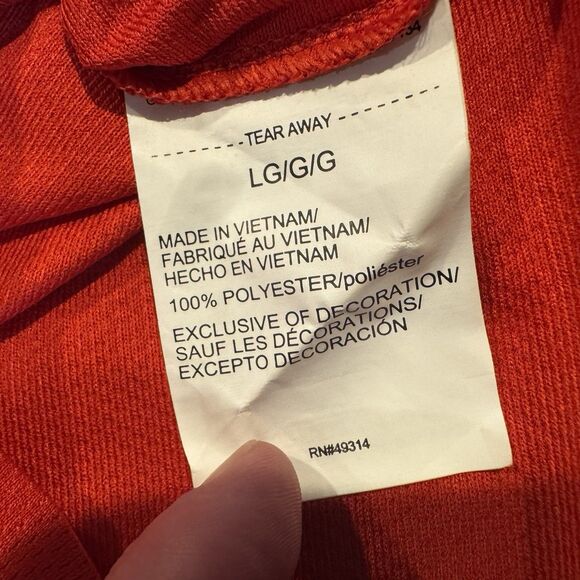 34
TEAR AWAY
LG/G/G
MADE IN VIETNAM/
FABRIQUÉ AU VIETNAM/
HECHO EN VIETNAM
100% POLYESTER/poliéster
EXCLUSIVE OF DECORATION/
SAUF LES DÉCORATIONS/
EXCEPTO DECORACIÓN
RN#49314